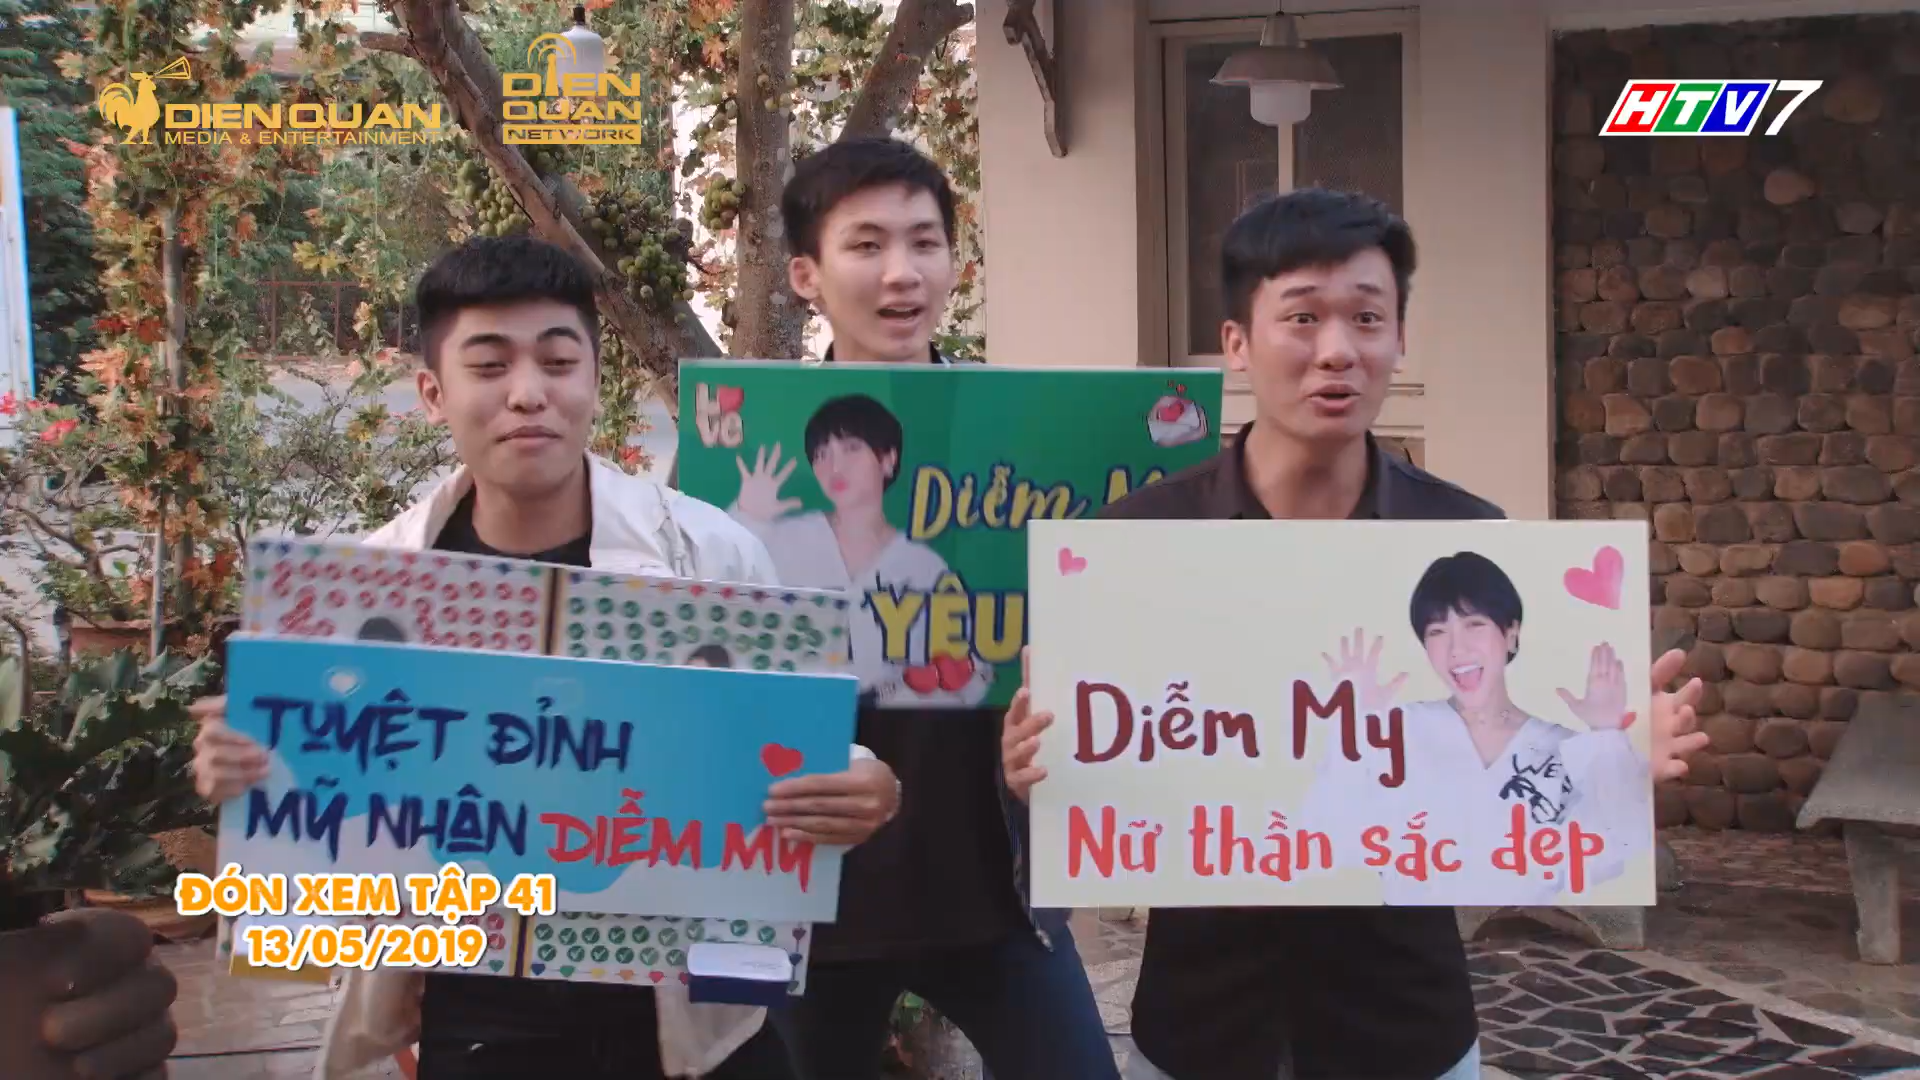 DIEN QUAN
MEDIA & ENTERTAINMENT
DIEN
QUAN
NETWORK
HTV7
Diễm
YÊU
TUYỆT ĐỈNH
MỸ NHÂN DIỄM MY
Diễm My
Nữ thần sắc đẹp
ĐÓN XEM TẬP 41
13/05/2019